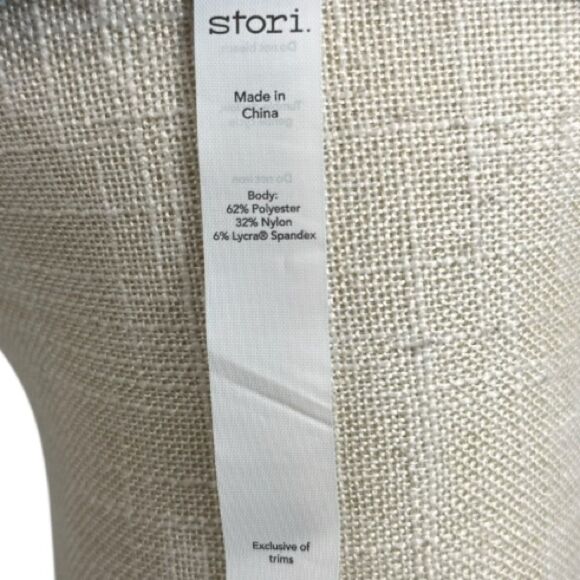 stori.
Made in
China
Body:
62% Polyester
32% Nylon
6% Lycra® Spandex
Exclusive of
trims